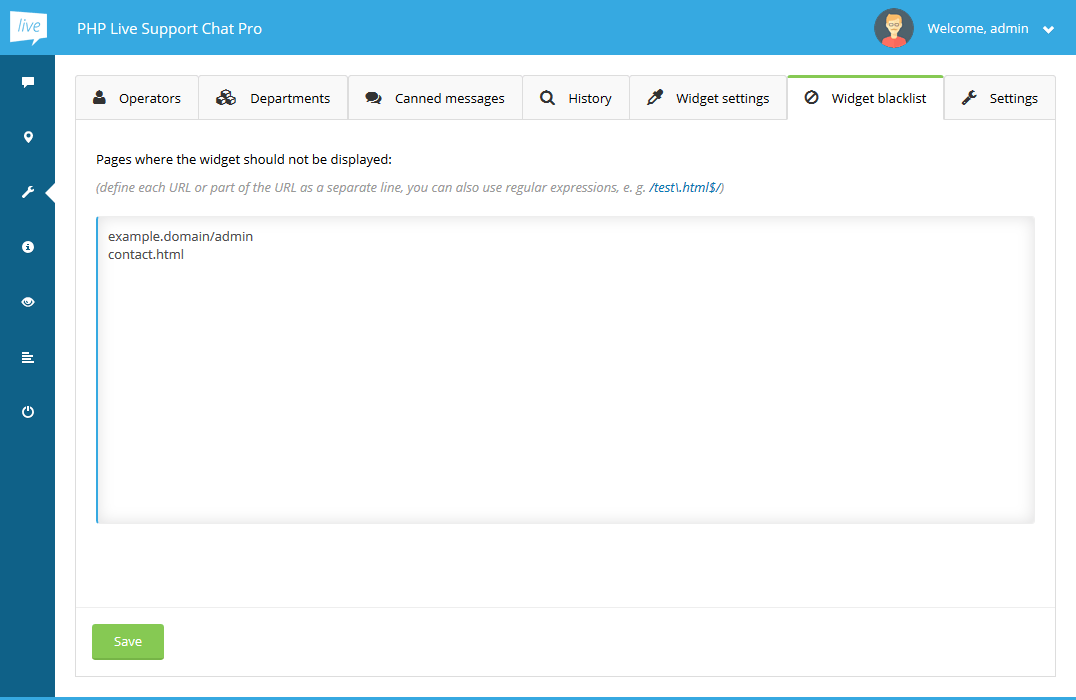 live
PHP Live Support Chat Pro
Welcome, admin
Operators
Departments
Canned messages
History
Widget settings
Widget blacklist
Settings
Pages where the widget should not be displayed:
(define each URL or part of the URL as a separate line, you can also use regular expressions, e. g. /test\.html$/)
example.domain/admin
contact.html
Save